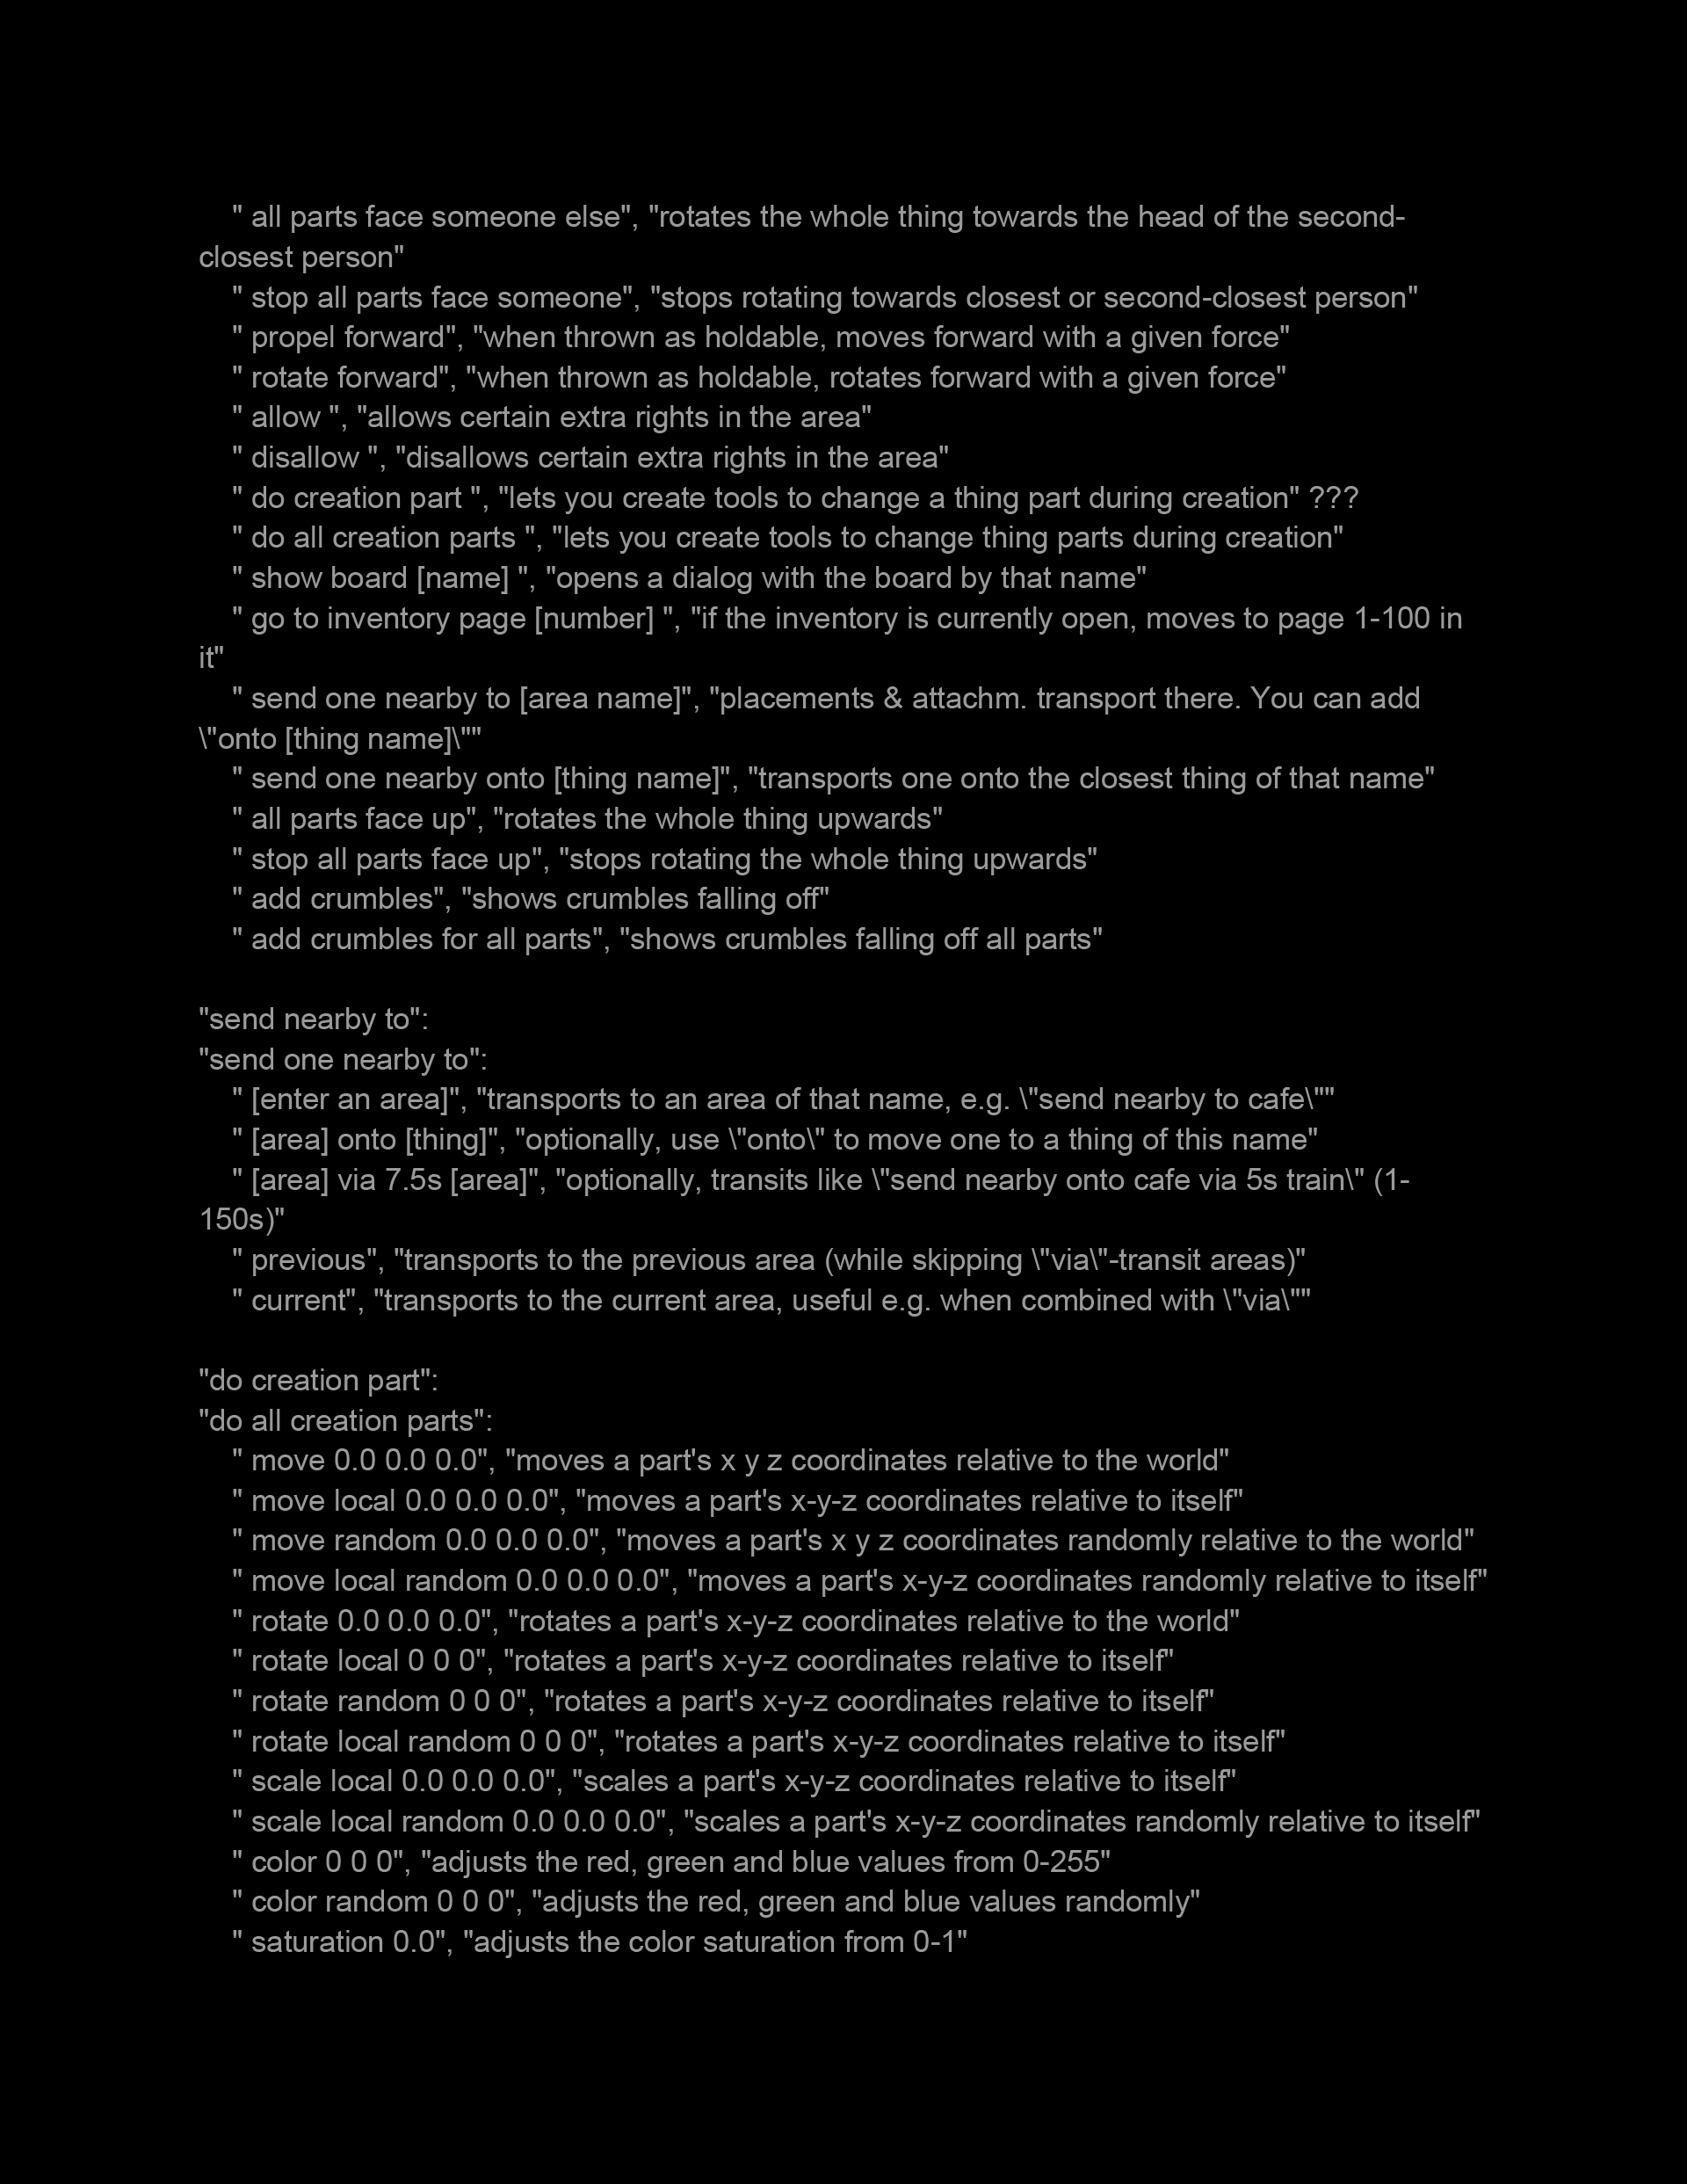 " all parts face someone else", "rotates the whole thing towards the head of the second-
closest person"
" stop all parts face someone", "stops rotating towards closest or second-closest person"
" propel forward", "when thrown as holdable, moves forward with a given force"
" rotate forward", "when thrown as holdable, rotates forward with a given force"
" allow ", "allows certain extra rights in the area"
" disallow ", "disallows certain extra rights in the area"
" do creation part ", "lets you create tools to change a thing part during creation" ???
" do all creation parts ", "lets you create tools to change thing parts during creation"
" show board [name] ", "opens a dialog with the board by that name"
" go to inventory page [number] ", "if the inventory is currently open, moves to page 1-100 in
it"
" send one nearby to [area name]", "placements & attachm. transport there. You can add
\"onto [thing name]\""
" send one nearby onto [thing name]", "transports one onto the closest thing of that name"
" all parts face up", "rotates the whole thing upwards"
" stop all parts face up", "stops rotating the whole thing upwards"
" add crumbles", "shows crumbles falling off"
" add crumbles for all parts", "shows crumbles falling off all parts"
"send nearby to":
"send one nearby to":
" [enter an area]", "transports to an area of that name, e.g. \"send nearby to cafe\""
" [area] onto [thing]", "optionally, use \"onto\" to move one to a thing of this name"
" [area] via 7.5s [area]", "optionally, transits like \"send nearby onto cafe via 5s train\" (1-
150s)"
" previous", "transports to the previous area (while skipping \"via\"-transit areas)"
" current", "transports to the current area, useful e.g. when combined with \"via\""
"do creation part":
"do all creation parts":
" move 0.0 0.0 0.0", "moves a part's x y z coordinates relative to the world"
" move local 0.0 0.0 0.0", "moves a part's x-y-z coordinates relative to itself"
" move random 0.0 0.0 0.0", "moves a part's x y z coordinates randomly relative to the world"
" move local random 0.0 0.0 0.0", "moves a part's x-y-z coordinates randomly relative to itself"
" rotate 0.0 0.0 0.0", "rotates a part's x-y-z coordinates relative to the world"
" rotate local 0 0 0", "rotates a part's x-y-z coordinates relative to itself"
" rotate random 0 0 0", "rotates a part's x-y-z coordinates relative to itself"
" rotate local random 0 0 0", "rotates a part's x-y-z coordinates relative to itself"
" scale local 0.0 0.0 0.0", "scales a part's x-y-z coordinates relative to itself"
" scale local random 0.0 0.0 0.0", "scales a part's x-y-z coordinates randomly relative to itself"
" color 0 0 0", "adjusts the red, green and blue values from 0-255"
" color random 0 0 0", "adjusts the red, green and blue values randomly"
" saturation 0.0", "adjusts the color saturation from 0-1"